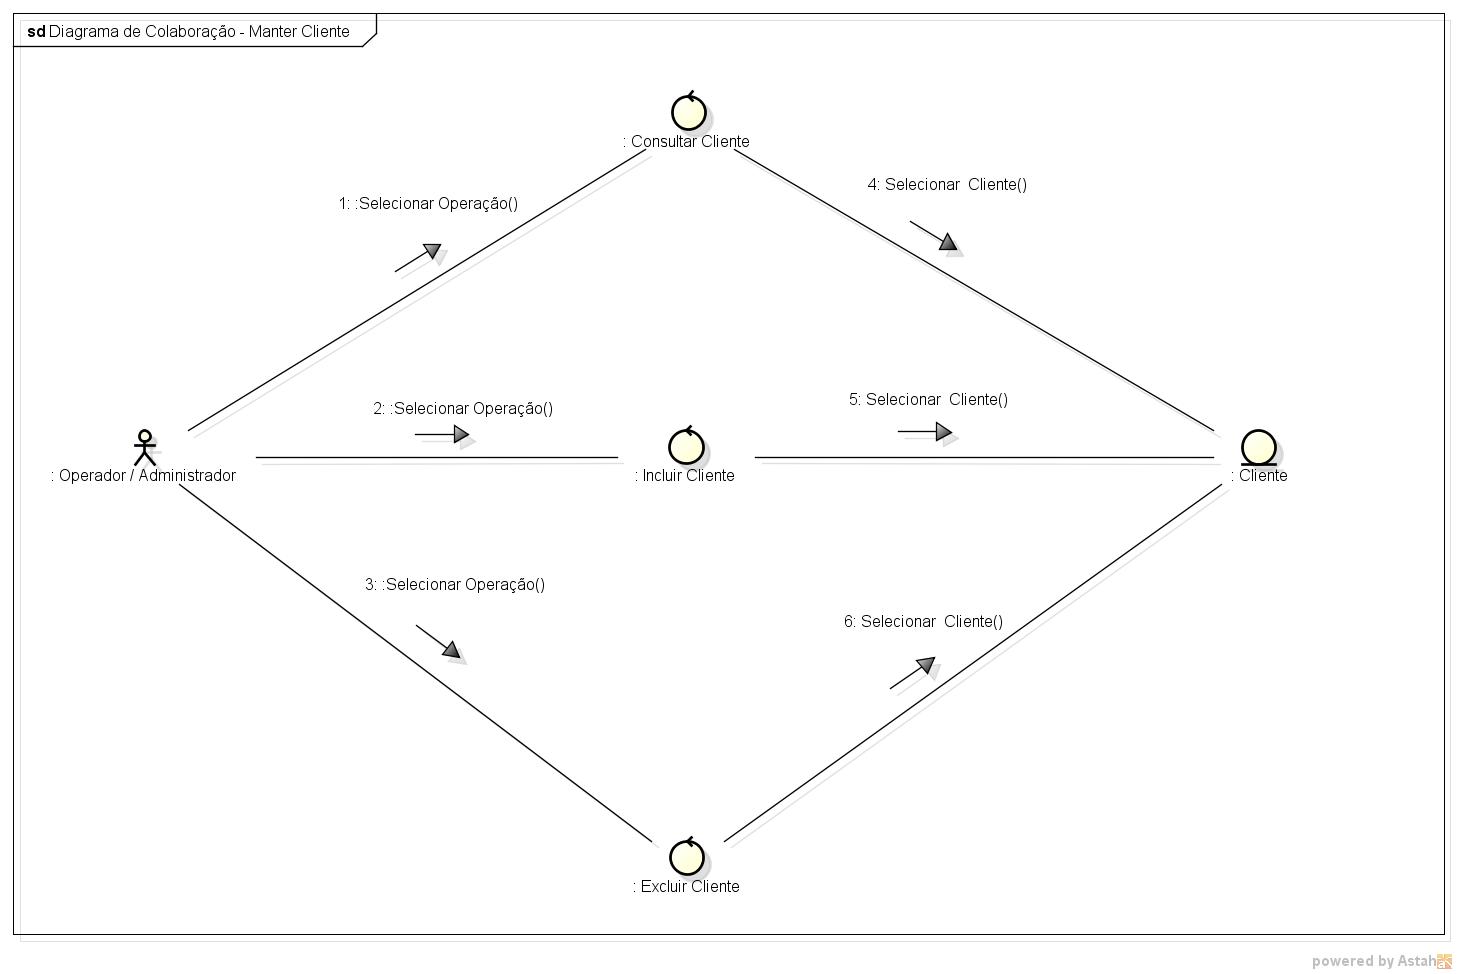 sd Diagrama de Colaboração - Manter Cliente
: Consultar Cliente
4: Selecionar  Cliente()
1: :Selecionar Operação()
5: Selecionar  Cliente()
2: :Selecionar Operação()
: Operador / Administrador
: Incluir Cliente
: Cliente
3: :Selecionar Operação()
6: Selecionar  Cliente()
: Excluir Cliente
powered by Astah